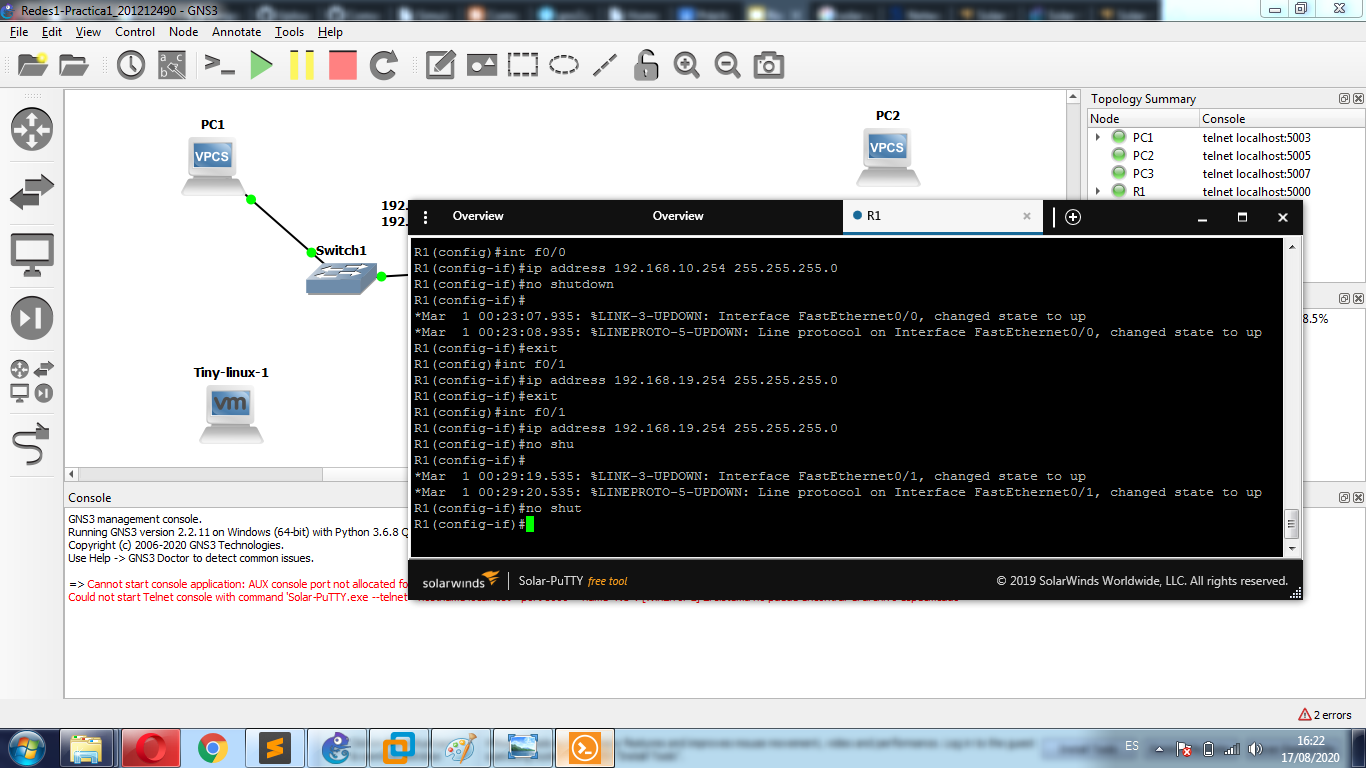 Redes1-Practica1_201212490 - GNS3
File Edit View Control Node Annotate Tools Help
PC1
VPCS
PC2
VPCS
192.
192.
Switch1
Tiny-linux-1
vm
Topology Summary
Node Console
PC1 telnet localhost:5003
PC2 telnet localhost:5005
PC3 telnet localhost:5007
R1 telnet localhost:5000
8.5%
Overview Overview R1
R1(config)#int f0/0
R1(config-if)#ip address 192.168.10.254 255.255.255.0
R1(config-if)#no shutdown
R1(config-if)#
*Mar  1 00:23:07.935: %LINK-3-UPDOWN: Interface FastEthernet0/0, changed state to up
*Mar  1 00:23:08.935: %LINEPROTO-5-UPDOWN: Line protocol on Interface FastEthernet0/0, changed state to up
R1(config-if)#exit
R1(config)#int f0/1
R1(config-if)#ip address 192.168.19.254 255.255.255.0
R1(config-if)#exit
R1(config)#int f0/1
R1(config-if)#ip address 192.168.19.254 255.255.255.0
R1(config-if)#no shu
R1(config-if)#
*Mar  1 00:29:19.535: %LINK-3-UPDOWN: Interface FastEthernet0/1, changed state to up
*Mar  1 00:29:20.535: %LINEPROTO-5-UPDOWN: Line protocol on Interface FastEthernet0/1, changed state to up
R1(config-if)#no shut
R1(config-if)#
solarwinds Solar-PuTTY free tool © 2019 SolarWinds Worldwide, LLC. All rights reserved.
Console
GNS3 management console.
Running GNS3 version 2.2.11 on Windows (64-bit) with Python 3.6.8 Q
Copyright (c) 2006-2020 GNS3 Technologies.
Use Help -> GNS3 Doctor to detect common issues.
=> Cannot start console application: AUX console port not allocated fo
Could not start Telnet console with command 'Solar-PuTTY.exe --telnet
2 errors
ES
16:22
17/08/2020